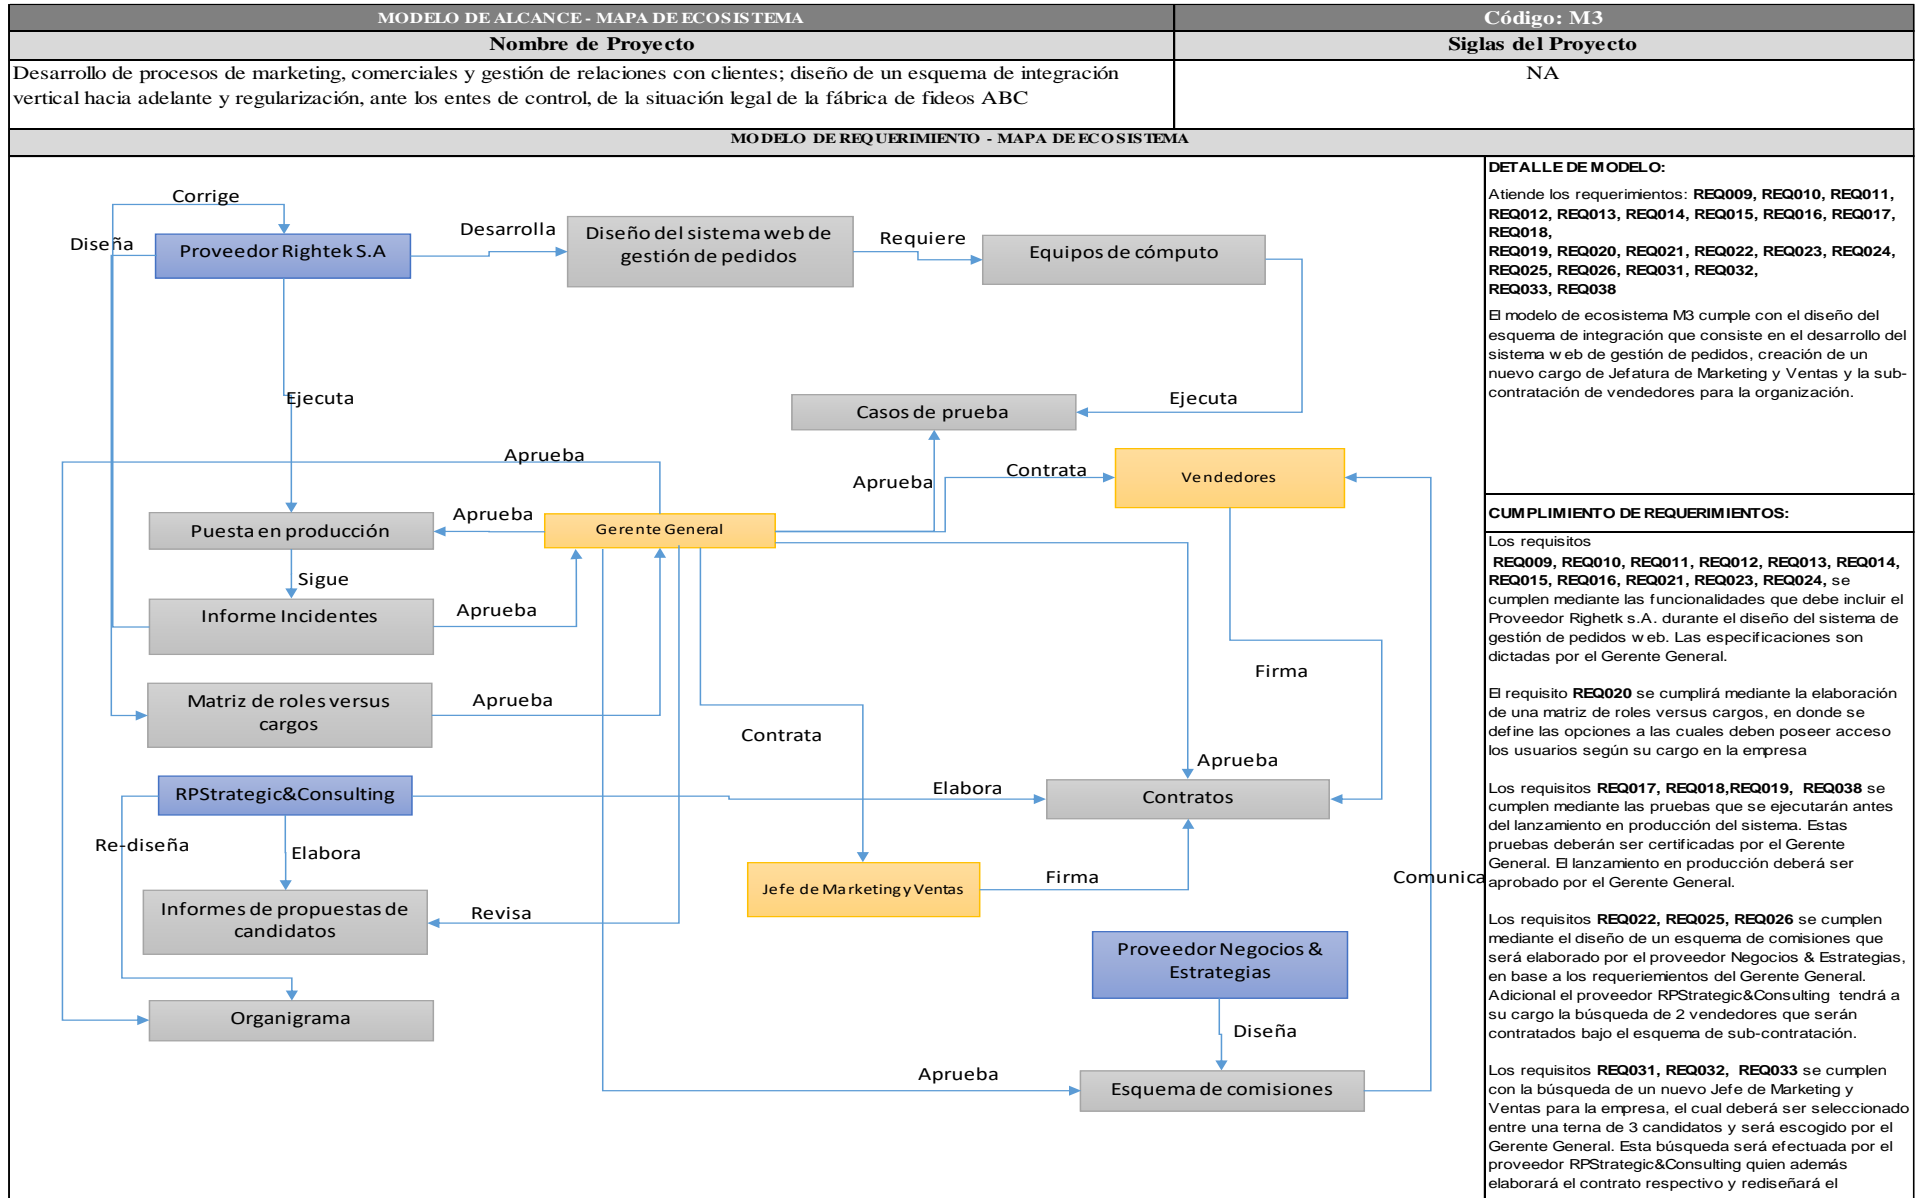 MODELO DE ALCANCE - MAPA DE ECOSISTEMA
Código: M3
Nombre de Proyecto
Siglas del Proyecto
Desarrollo de procesos de marketing, comerciales y gestión de relaciones con clientes; diseño de un esquema de integración
vertical hacia adelante y regularización, ante los entes de control, de la situación legal de la fábrica de fideos ABC
NA
MODELO DE REQUERIMIENTO - MAPA DE ECOSISTEMA
Corrige
Diseña
Proveedor Rightek S.A
Desarrolla
Diseño del sistema web de
gestión de pedidos
Requiere
Equipos de cómputo
Ejecuta
Casos de prueba
Ejecuta
Aprueba
Aprueba
Contrata
Vendedores
Puesta en producción
Aprueba
Gerente General
Sigue
Informe Incidentes
Aprueba
Firma
Matriz de roles versus
cargos
Aprueba
Contrata
Aprueba
RPStrategic&Consulting
Elabora
Contratos
Re-diseña
Elabora
Jefe de Marketing y Ventas
Firma
Comunica
Informes de propuestas de
candidatos
Revisa
Proveedor Negocios &
Estrategias
Organigrama
Diseña
Aprueba
Esquema de comisiones
DETALLE DE MODELO:
Atiende los requerimientos: REQ009, REQ010, REQ011,
REQ012, REQ013, REQ014, REQ015, REQ016, REQ017,
REQ018,
REQ019, REQ020, REQ021, REQ022, REQ023, REQ024,
REQ025, REQ026, REQ031, REQ032,
REQ033, REQ038
El modelo de ecosistema M3 cumple con el diseño del
esquema de integración que consiste en el desarrollo del
sistema web de gestión de pedidos, creación de un
nuevo cargo de Jefatura de Marketing y Ventas y la sub-
contratación de vendedores para la organización.
CUMPLIMIENTO DE REQUERIMIENTOS:
Los requisitos
REQ009, REQ010, REQ011, REQ012, REQ013, REQ014,
REQ015, REQ016, REQ021, REQ023, REQ024, se
cumplen mediante las funcionalidades que debe incluir el
Proveedor Righetk s.A. durante el diseño del sistema de
gestión de pedidos web. Las especificaciones son
dictadas por el Gerente General.
El requisito REQ020 se cumplirá mediante la elaboración
de una matriz de roles versus cargos, en donde se
define las opciones a las cuales deben poseer acceso
los usuarios según su cargo en la empresa
Los requisitos REQ017, REQ018,REQ019, REQ038 se
cumplen mediante las pruebas que se ejecutarán antes
del lanzamiento en producción del sistema. Estas
pruebas deberán ser certificadas por el Gerente
General. El lanzamiento en producción deberá ser
aprobado por el Gerente General.
Los requisitos REQ022, REQ025, REQ026 se cumplen
mediante el diseño de un esquema de comisiones que
será elaborado por el proveedor Negocios & Estrategias,
en base a los requeriemientos del Gerente General.
Adicional el proveedor RPStrategic&Consulting tendrá a
su cargo la búsqueda de 2 vendedores que serán
contratados bajo el esquema de sub-contratación.
Los requisitos REQ031, REQ032, REQ033 se cumplen
con la búsqueda de un nuevo Jefe de Marketing y
Ventas para la empresa, el cual deberá ser seleccionado
entre una terna de 3 candidatos y será escogido por el
Gerente General. Esta búsqueda será efectuada por el
proveedor RPStrategic&Consulting quien además
elaborará el contrato respectivo y rediseñará el